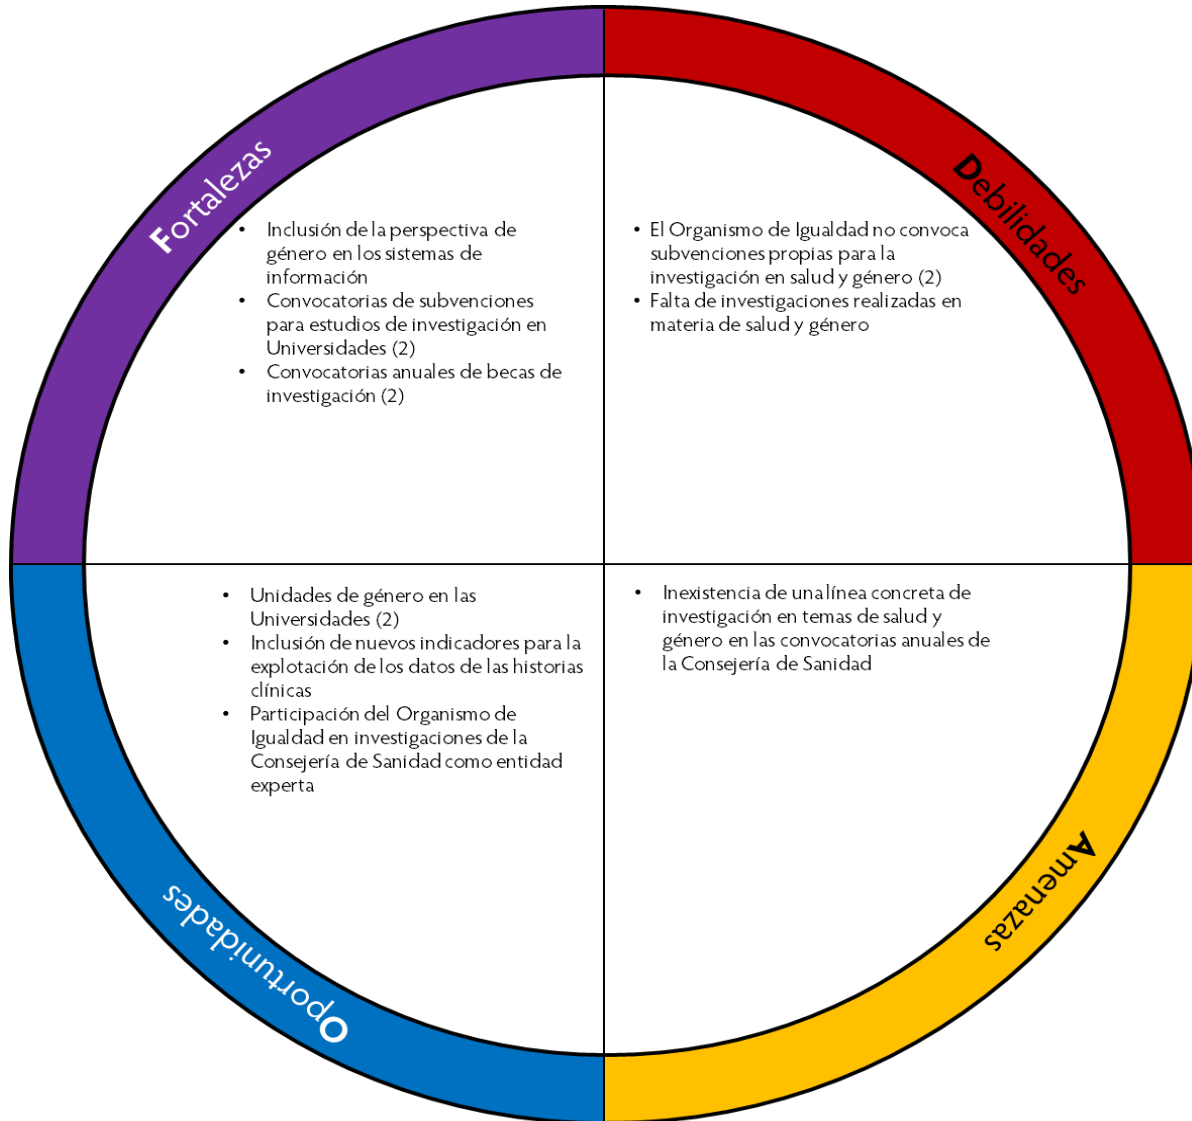 Fortalezas
• Inclusión de la perspectiva de
género en los sistemas de
información
• Convocatorias de subvenciones
para estudios de investigación en
Universidades (2)
• Convocatorias anuales de becas de
investigación (2)
Debilidades
• El Organismo de Igualdad no convoca
subvenciones propias para la
investigación en salud y género (2)
• Falta de investigaciones realizadas en
materia de salud y género
• Unidades de género en las
Universidades (2)
• Inclusión de nuevos indicadores para la
explotación de los datos de las historias
clínicas
• Participación del Organismo de
Igualdad en investigaciones de la
Consejería de Sanidad como entidad
experta
Oportunidades
• Inexistencia de una línea concreta de
investigación en temas de salud y
género en las convocatorias anuales de
la Consejería de Sanidad
Amenazas